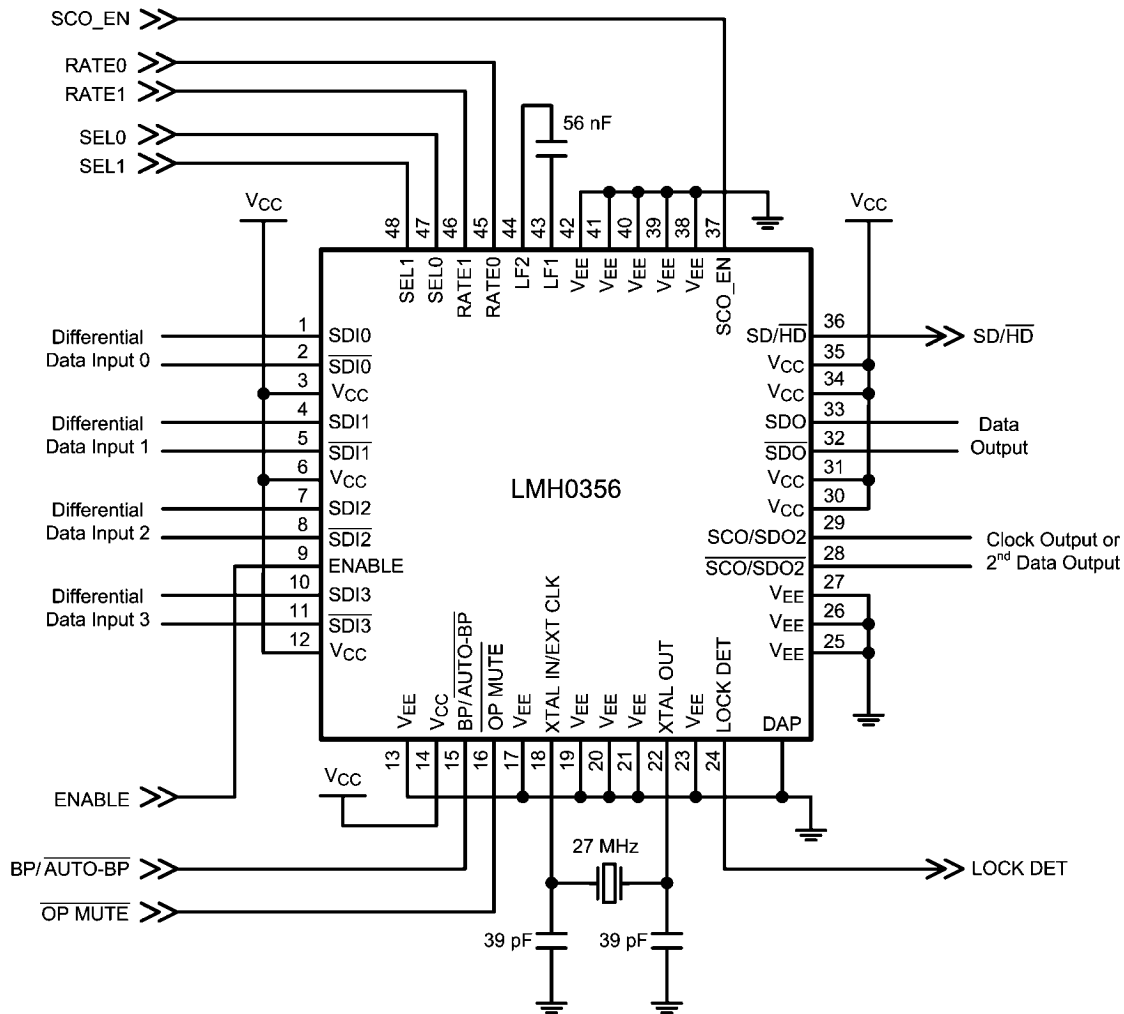 SCO_EN
RATE0
RATE1
SEL0
SEL1
56 nF
VCC
VCC
48
47
46
45
44
43
42
41
40
39
38
37
SEL1
SEL0
RATE1
RATE0
LF2
LF1
VEE
VEE
VEE
VEE
VEE
SCO_EN
Differential
Data Input 0
1 SDI0
2 SDI0
3 VCC
Differential
Data Input 1
4 SDI1
5 SDI1
6 VCC
Differential
Data Input 2
7 SDI2
8 SDI2
9 ENABLE
Differential
Data Input 3
10 SDI3
11 SDI3
12 VCC
LMH0356
SD/HD 36 SD/HD
VCC 35
VCC 34
SDO 33
SDO 32
Data
Output
VCC 31
VCC 30
SCO/SDO2 29
SCO/SDO2 28
Clock Output or
2nd Data Output
VEE 27
VEE 26
VEE 25
VEE
VCC
BP/AUTO-BP
OP MUTE
VEE
XTAL IN/EXT CLK
VEE
VEE
VEE
XTAL OUT
VEE
LOCK DET
DAP
13
14
15
16
17
18
19
20
21
22
23
24
VCC
ENABLE
BP/AUTO-BP
OP MUTE
27 MHz
LOCK DET
39 pF
39 pF